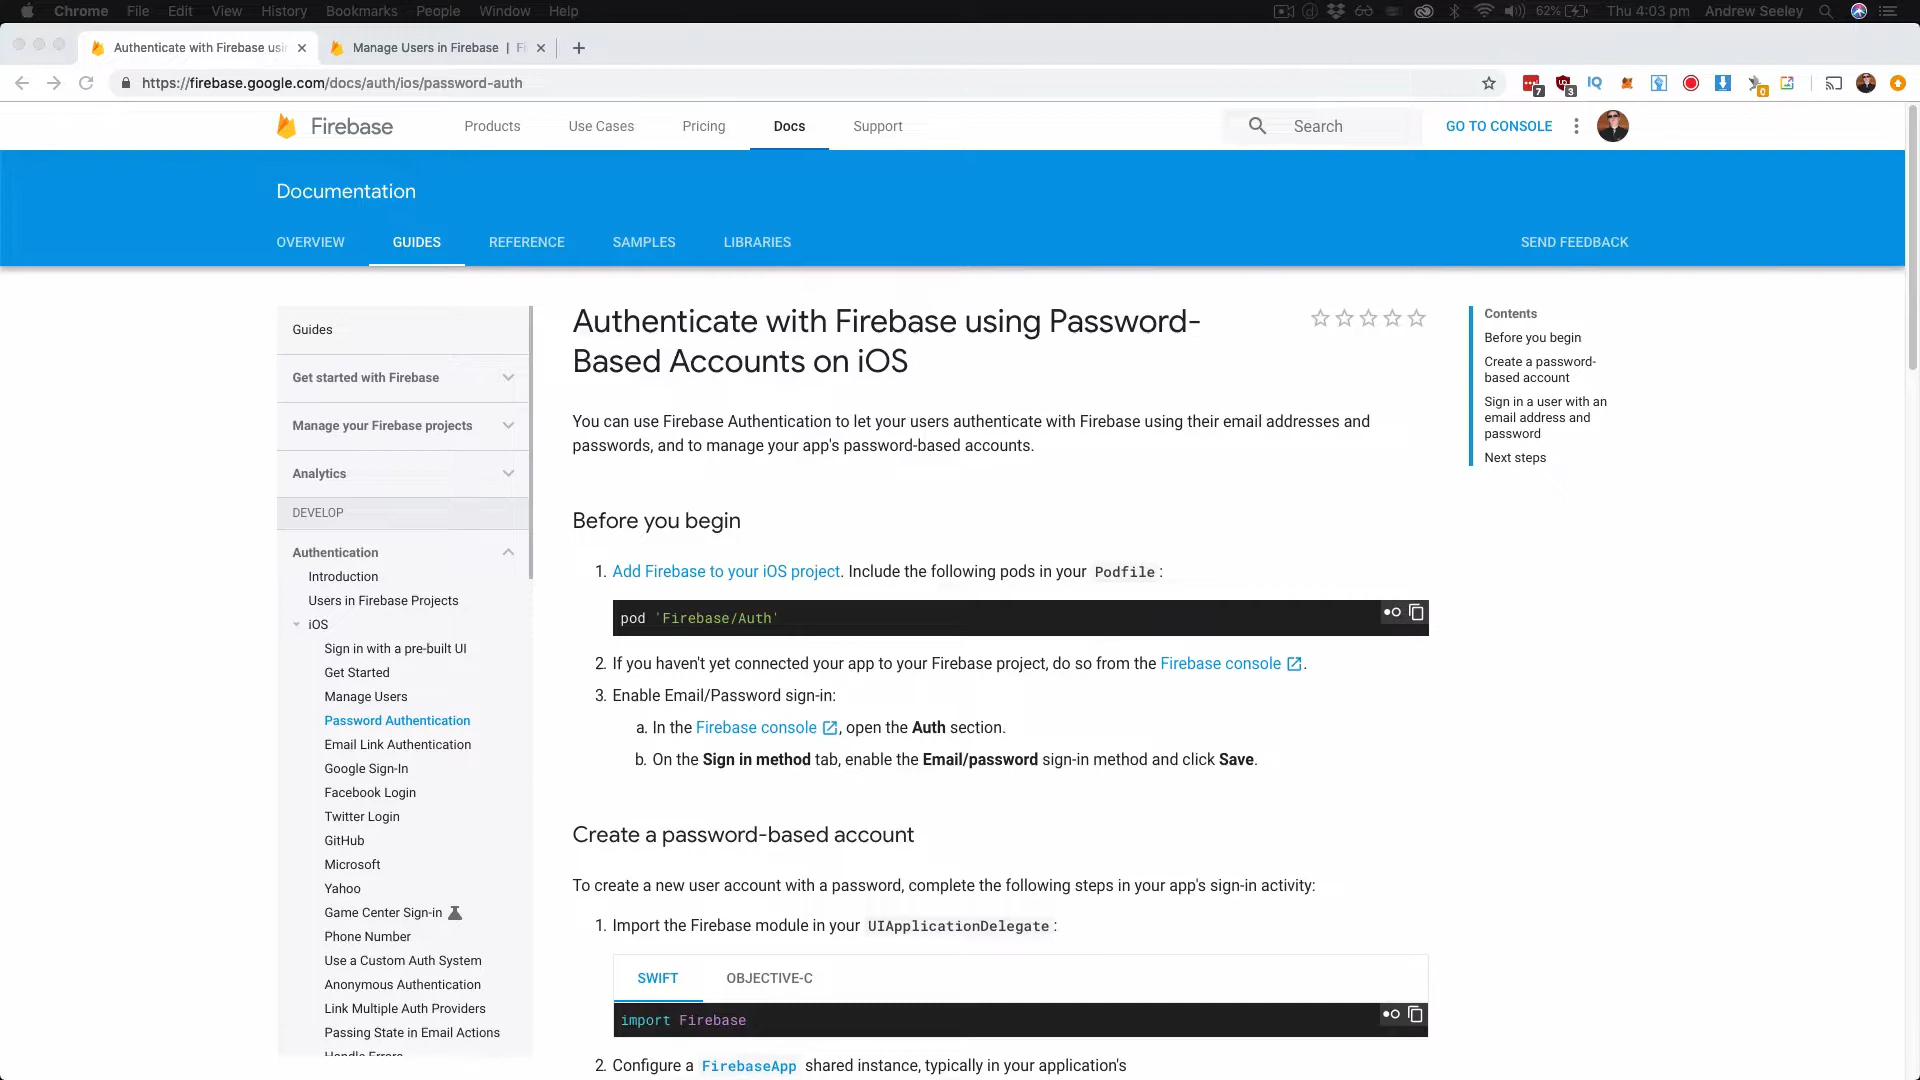 Chrome File Edit View History Bookmarks People Window Help 62% Thu 4:03 pm Andrew Seeley
Authenticate with Firebase usi Manage Users in Firebase | Fi
https://firebase.google.com/docs/auth/ios/password-auth
7 3 IQ 0
Firebase Products Use Cases Pricing Docs Support Search GO TO CONSOLE
Documentation
OVERVIEW GUIDES REFERENCE SAMPLES LIBRARIES SEND FEEDBACK
Guides
Get started with Firebase
Manage your Firebase projects
Analytics
DEVELOP
Authentication
Introduction
Users in Firebase Projects
iOS
Sign in with a pre-built UI
Get Started
Manage Users
Password Authentication
Email Link Authentication
Google Sign-In
Facebook Login
Twitter Login
GitHub
Microsoft
Yahoo
Game Center Sign-in
Phone Number
Use a Custom Auth System
Anonymous Authentication
Link Multiple Auth Providers
Passing State in Email Actions
Handle Errors
Authenticate with Firebase using Password-
Based Accounts on iOS
You can use Firebase Authentication to let your users authenticate with Firebase using their email addresses and
passwords, and to manage your app's password-based accounts.
Before you begin
1. Add Firebase to your iOS project. Include the following pods in your Podfile:
pod 'Firebase/Auth'
2. If you haven't yet connected your app to your Firebase project, do so from the Firebase console.
3. Enable Email/Password sign-in:
a. In the Firebase console, open the Auth section.
b. On the Sign in method tab, enable the Email/password sign-in method and click Save.
Create a password-based account
To create a new user account with a password, complete the following steps in your app's sign-in activity:
1. Import the Firebase module in your UIApplicationDelegate:
SWIFT OBJECTIVE-C
import Firebase
2. Configure a FirebaseApp shared instance, typically in your application's
Contents
Before you begin
Create a password-
based account
Sign in a user with an
email address and
password
Next steps